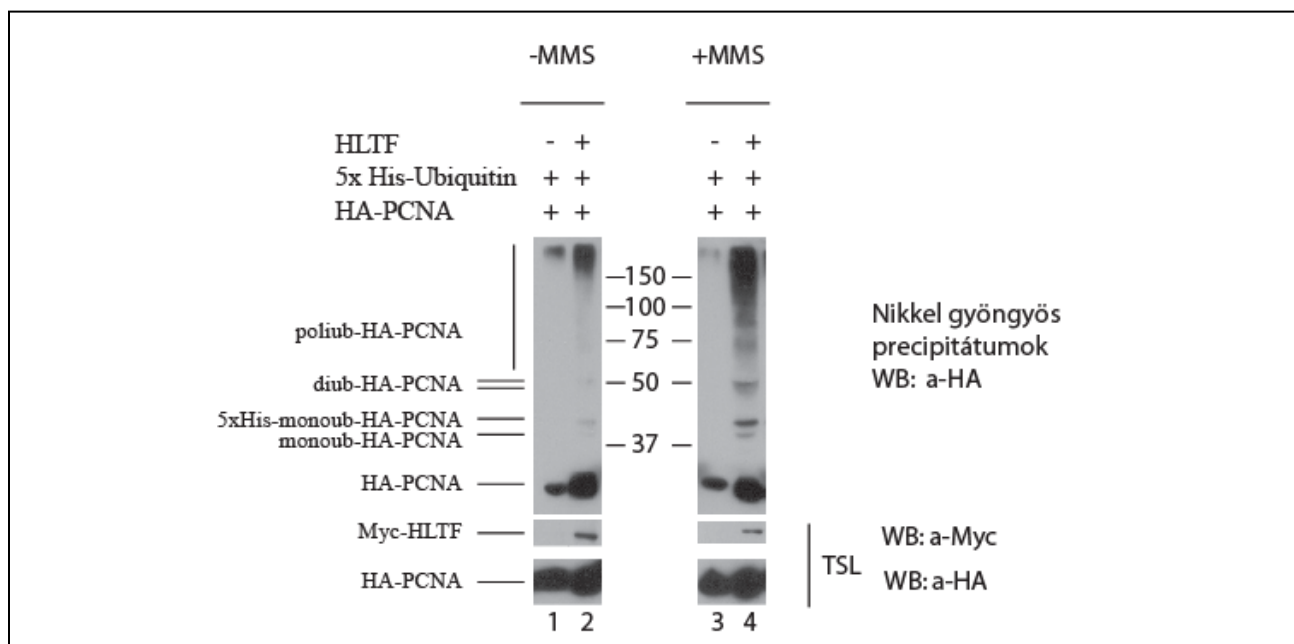 -MMS +MMS
HLTF - + - +
5x His-Ubiquitin + + + +
HA-PCNA + + + +
150
100
poliub-HA-PCNA
75
Nikkel gyöngyös
precipitátumok
WB: a-HA
diub-HA-PCNA
50
5xHis-monoub-HA-PCNA
monoub-HA-PCNA
37
HA-PCNA
Myc-HLTF
WB: a-Myc
TSL
HA-PCNA
WB: a-HA
1 2 3 4